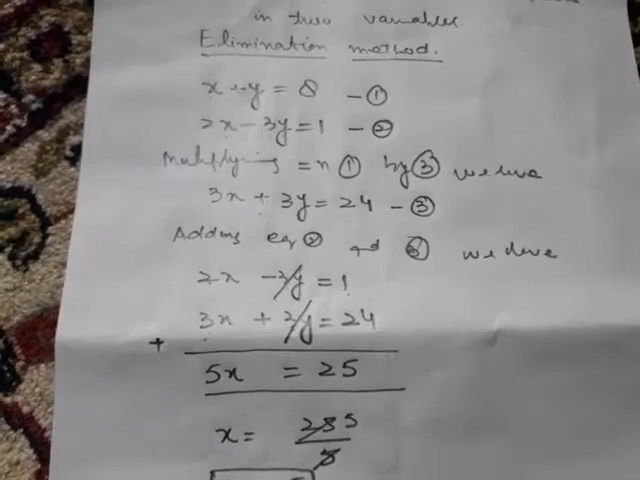 in two variables
Elimination method.
x + y = 8 - ①
2x - 3y = 1 - ②
Multiplying = n ① by ③ we have
3x + 3y = 24 - ③
Adding eq ② and ③ we have
2x - 3y = 1
3x + 3y = 24
+
5x = 25
x = 25 5
5